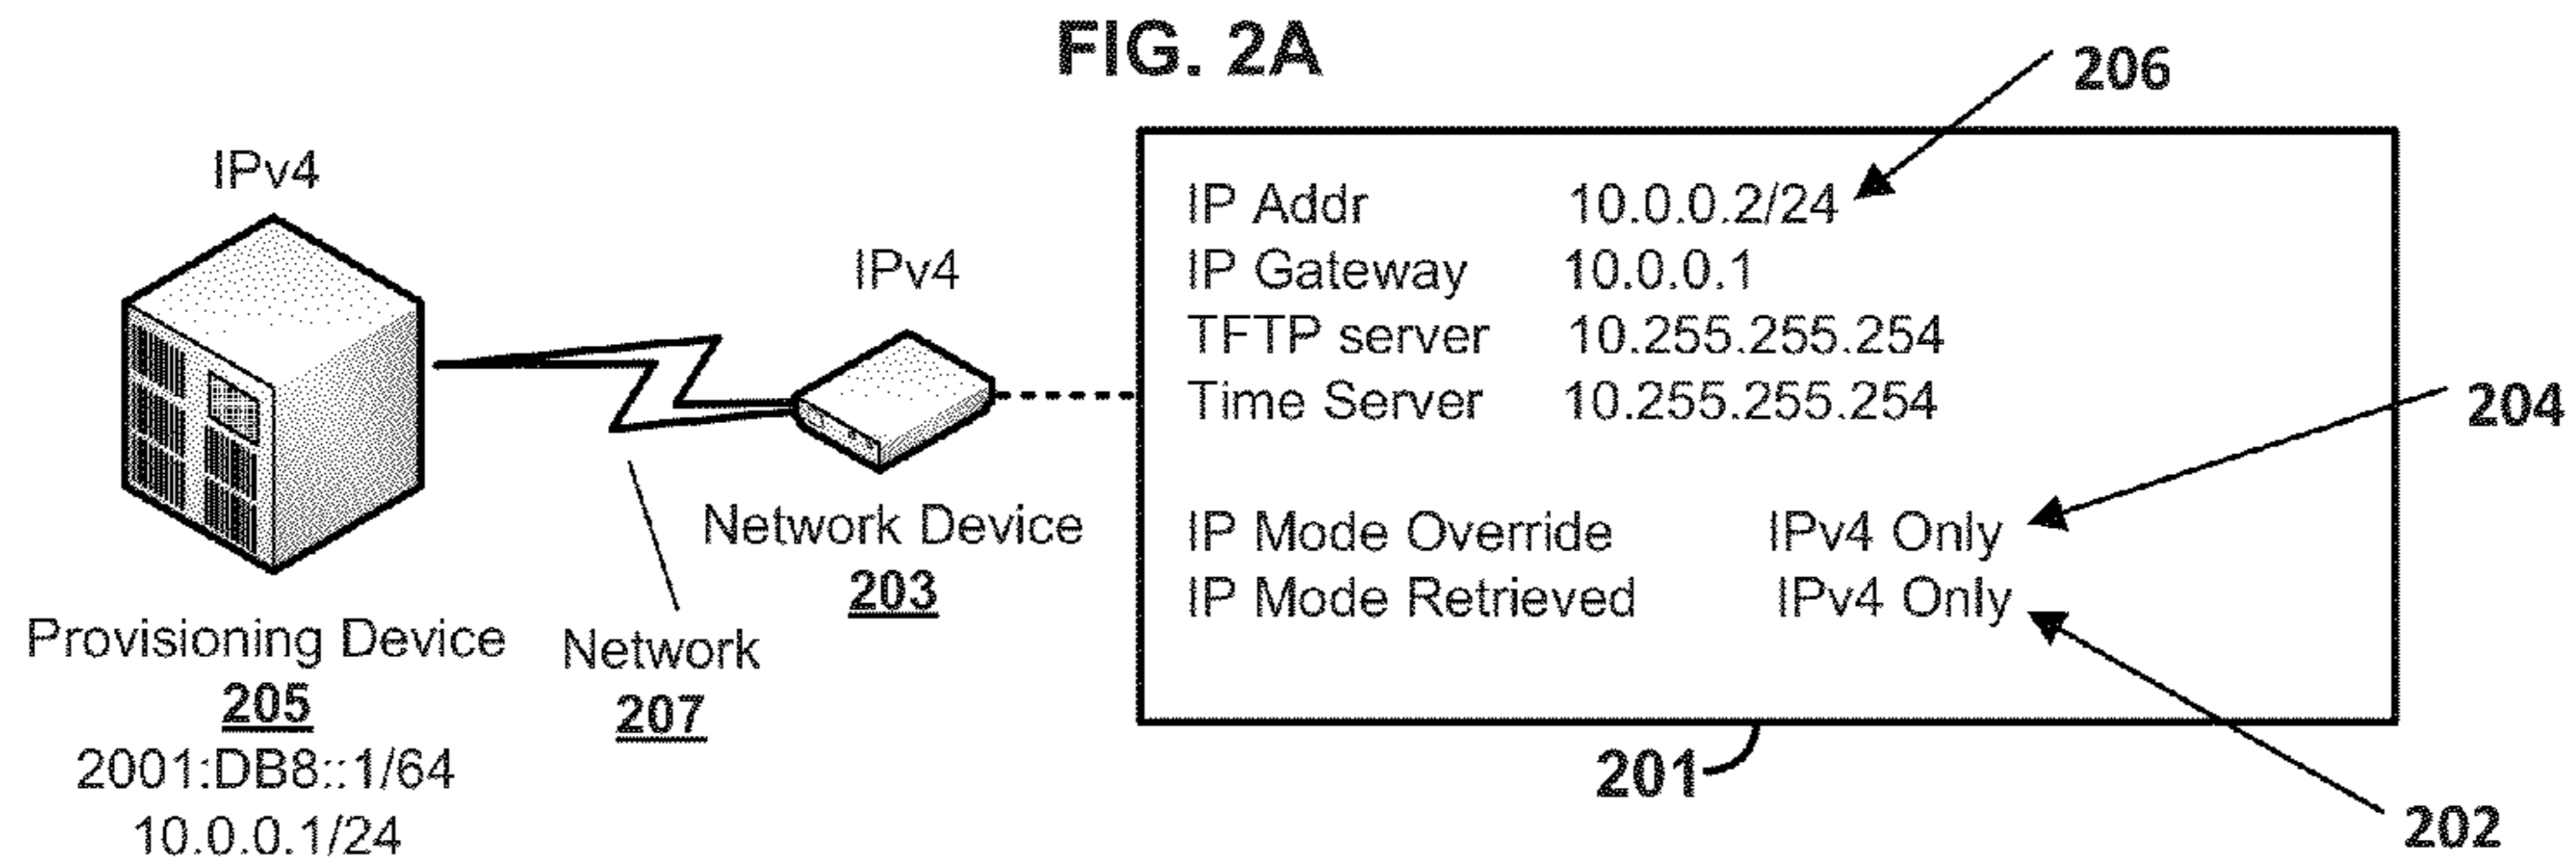 FIG. 2A
206
IPv4
IPv4
IP Addr 10.0.0.2/24
IP Gateway 10.0.0.1
TFTP server 10.255.255.254
Time Server 10.255.255.254
204
IP Mode Override IPv4 Only
IP Mode Retrieved IPv4 Only
Network Device
203
Provisioning Device
205
2001:DB8::1/64
10.0.0.1/24
Network
207
201
202